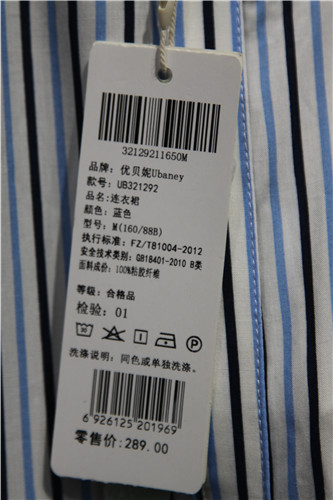 32129211650M
品牌：优贝妮Ubaney
款号：UB321292
品名：连衣裙
颜色：蓝色
型号：M(160/88B)
执行标准：FZ/T81004-2012
安全技术类别：GB18401-2010 B类
面料成份：100%粘胶纤维
等级：合格品
检验：01
P
洗涤说明：同色或单独洗涤。
6 926125 201969
零售价：289.00